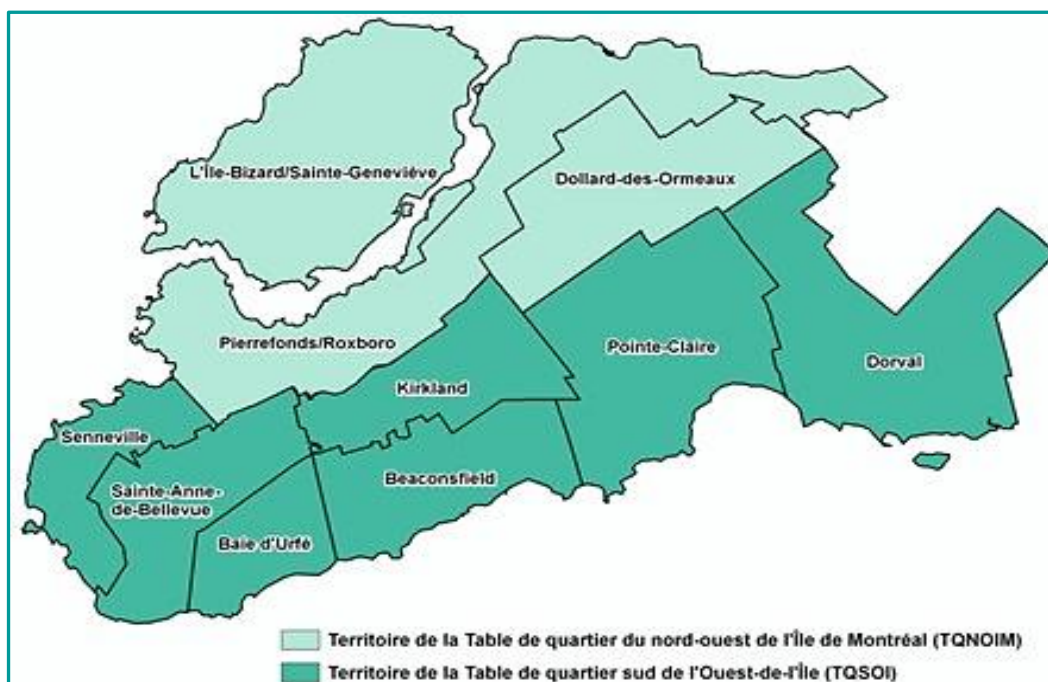 L'Île-Bizard/Sainte-Geneviève
Dollard-des-Ormeaux
Pierrefonds/Roxboro
Pointe-Claire
Dorval
Kirkland
Senneville
Beaconsfield
Sainte-Anne-
de-Bellevue
Baie d'Urfé
Territoire de la Table de quartier du nord-ouest de l'Île de Montréal (TQNOIM)
Territoire de la Table de quartier sud de l'Ouest-de-l'Île (TQSOI)